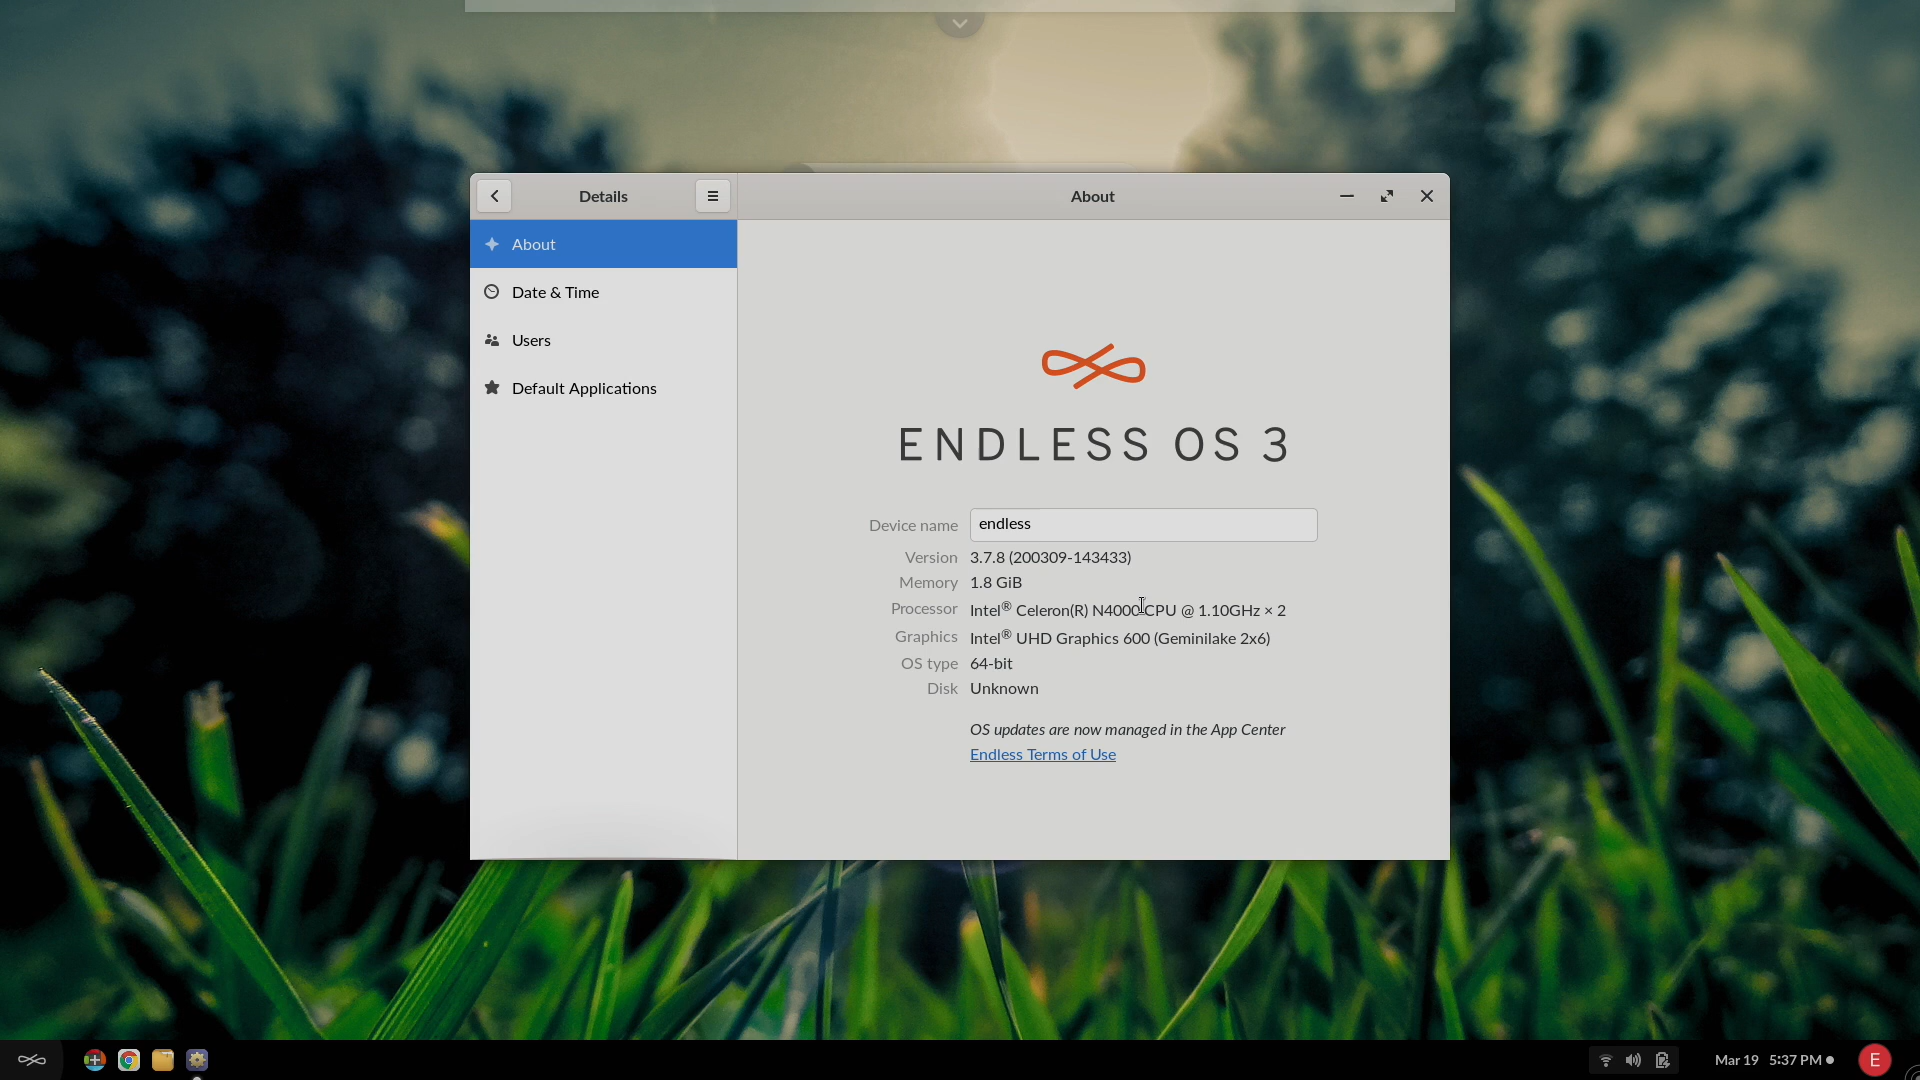 Details
About
About
Date & Time
Users
Default Applications
ENDLESS OS 3
Device name endless
Version 3.7.8 (200309-143433)
Memory 1.8 GiB
Processor Intel® Celeron(R) N4000 CPU @ 1.10GHz × 2
Graphics Intel® UHD Graphics 600 (Geminilake 2x6)
OS type 64-bit
Disk Unknown
OS updates are now managed in the App Center
Endless Terms of Use
Mar 19 5:37 PM
E